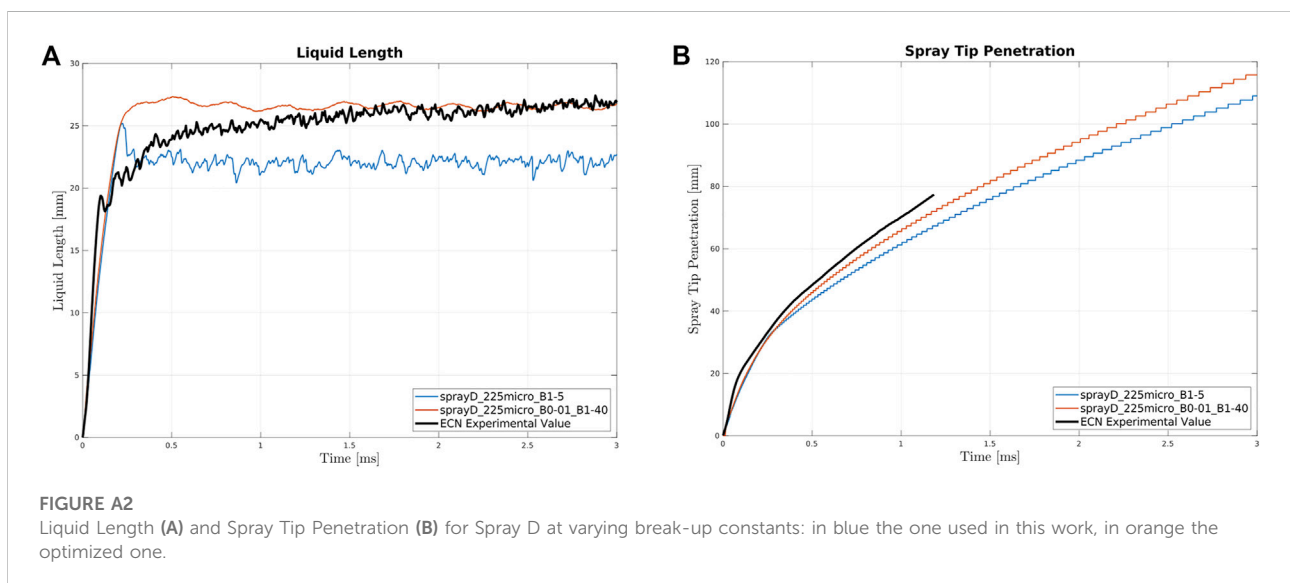 A
Liquid Length
30
25
20
15
10
5
0
Liquid Length [mm]
0 0.5 1 1.5 2 2.5 3
Time [ms]
sprayD_225micro_B1-5
sprayD_225micro_B0-01_B1-40
ECN Experimental Value
B
Spray Tip Penetration
120
100
80
60
40
20
0
Spray Tip Penetration [mm]
0 0.5 1 1.5 2 2.5 3
Time [ms]
sprayD_225micro_B1-5
sprayD_225micro_B0-01_B1-40
ECN Experimental Value
FIGURE A2
Liquid Length (A) and Spray Tip Penetration (B) for Spray D at varying break-up constants: in blue the one used in this work, in orange the
optimized one.